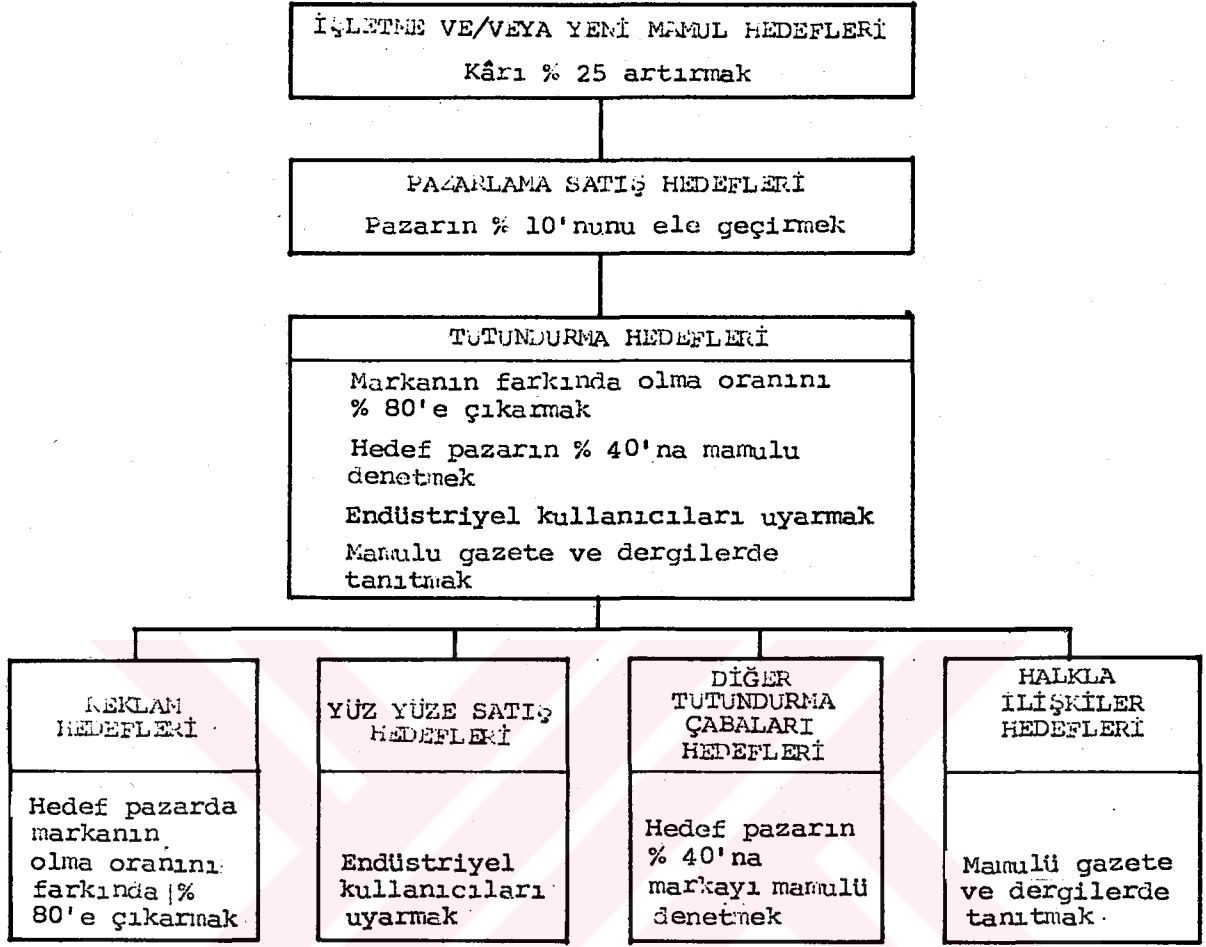 İŞLETME VE/VEYA YENİ MAMUL HEDEFLERİ
Kârı % 25 artırmak
PAZARLAMA SATIŞ HEDEFLERİ
Pazarın % 10'nunu ele geçirmek
TUTUNDURMA HEDEFLERİ
Markanın farkında olma oranını
% 80'e çıkarmak
Hedef pazarın % 40'na mamulu
denetmek
Endüstriyel kullanıcıları uyarmak
Mamulu gazete ve dergilerde
tanıtmak
REKLAM
HEDEFLERİ
Hedef pazarda
markanın
olma oranını
farkında %
80'e çıkarmak
YÜZ YÜZE SATIŞ
HEDEFLERİ
Endüstriyel
kullanıcıları
uyarmak
DİĞER
TUTUNDURMA
ÇABALARI
HEDEFLERİ
Hedef pazarın
% 40'na
markayı mamulü
denetmek
HALKLA
İLİŞKİLER
HEDEFLERİ
Mamulü gazete
ve dergilerde
tanıtmak